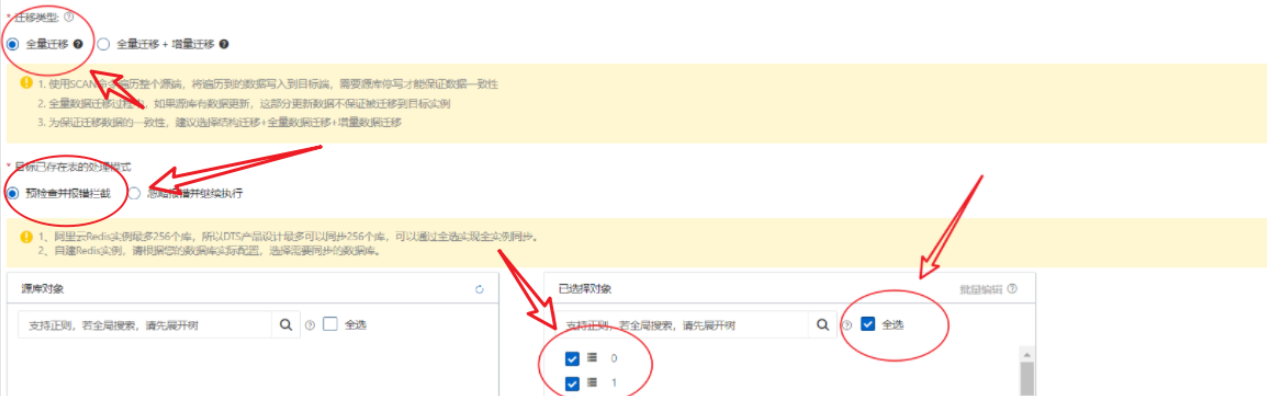 * 迁移类型:
全量迁移 全量迁移 + 增量迁移
1. 使用SCAN命令遍历整个源端，将遍历到的数据写入到目标端，需要源库停写才能保证数据一致性
2. 全量数据迁移过程中，如果源库有数据更新，这部分更新数据不保证被迁移到目标实例
3. 为保证迁移数据的一致性，建议选择结构迁移+全量数据迁移+增量数据迁移
* 目标已存在表的处理模式
预检查并报错拦截 忽略报错并继续执行
1、阿里云Redis实例最多256个库，所以DTS产品设计最多可以同步256个库，可以通过全选实现全实例同步。
2、自建Redis实例，请根据您的数据库实际配置，选择需要同步的数据库。
源库对象 已选择对象 批量编辑
支持正则，若全局搜索，请先展开树 全选 支持正则，若全局搜索，请先展开树 全选
0
1